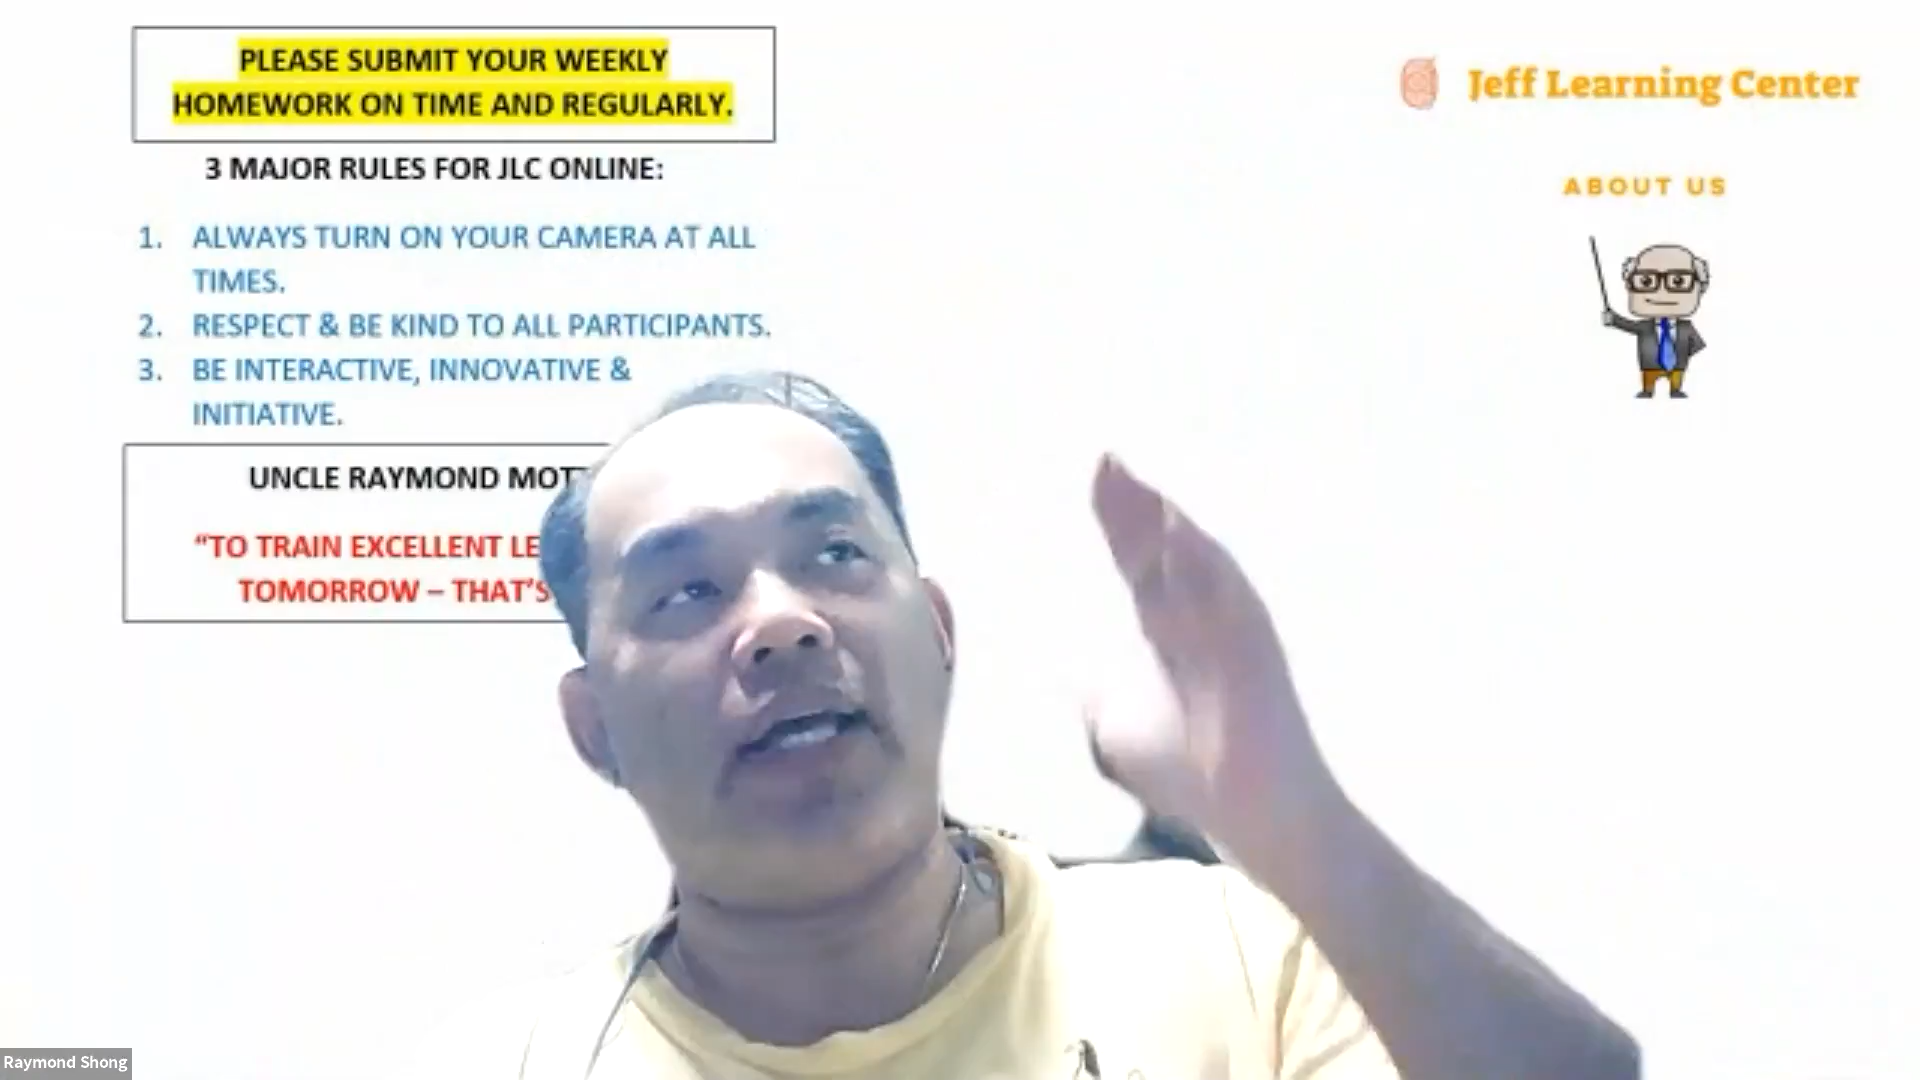 PLEASE SUBMIT YOUR WEEKLY
HOMEWORK ON TIME AND REGULARLY.
3 MAJOR RULES FOR JLC ONLINE:
1. ALWAYS TURN ON YOUR CAMERA AT ALL
TIMES.
2. RESPECT & BE KIND TO ALL PARTICIPANTS.
3. BE INTERACTIVE, INNOVATIVE &
INITIATIVE.
UNCLE RAYMOND
“TO TRAIN EXCELLENT
TOMORROW – THAT’S
Jeff Learning Center
ABOUT US
Raymond Shong